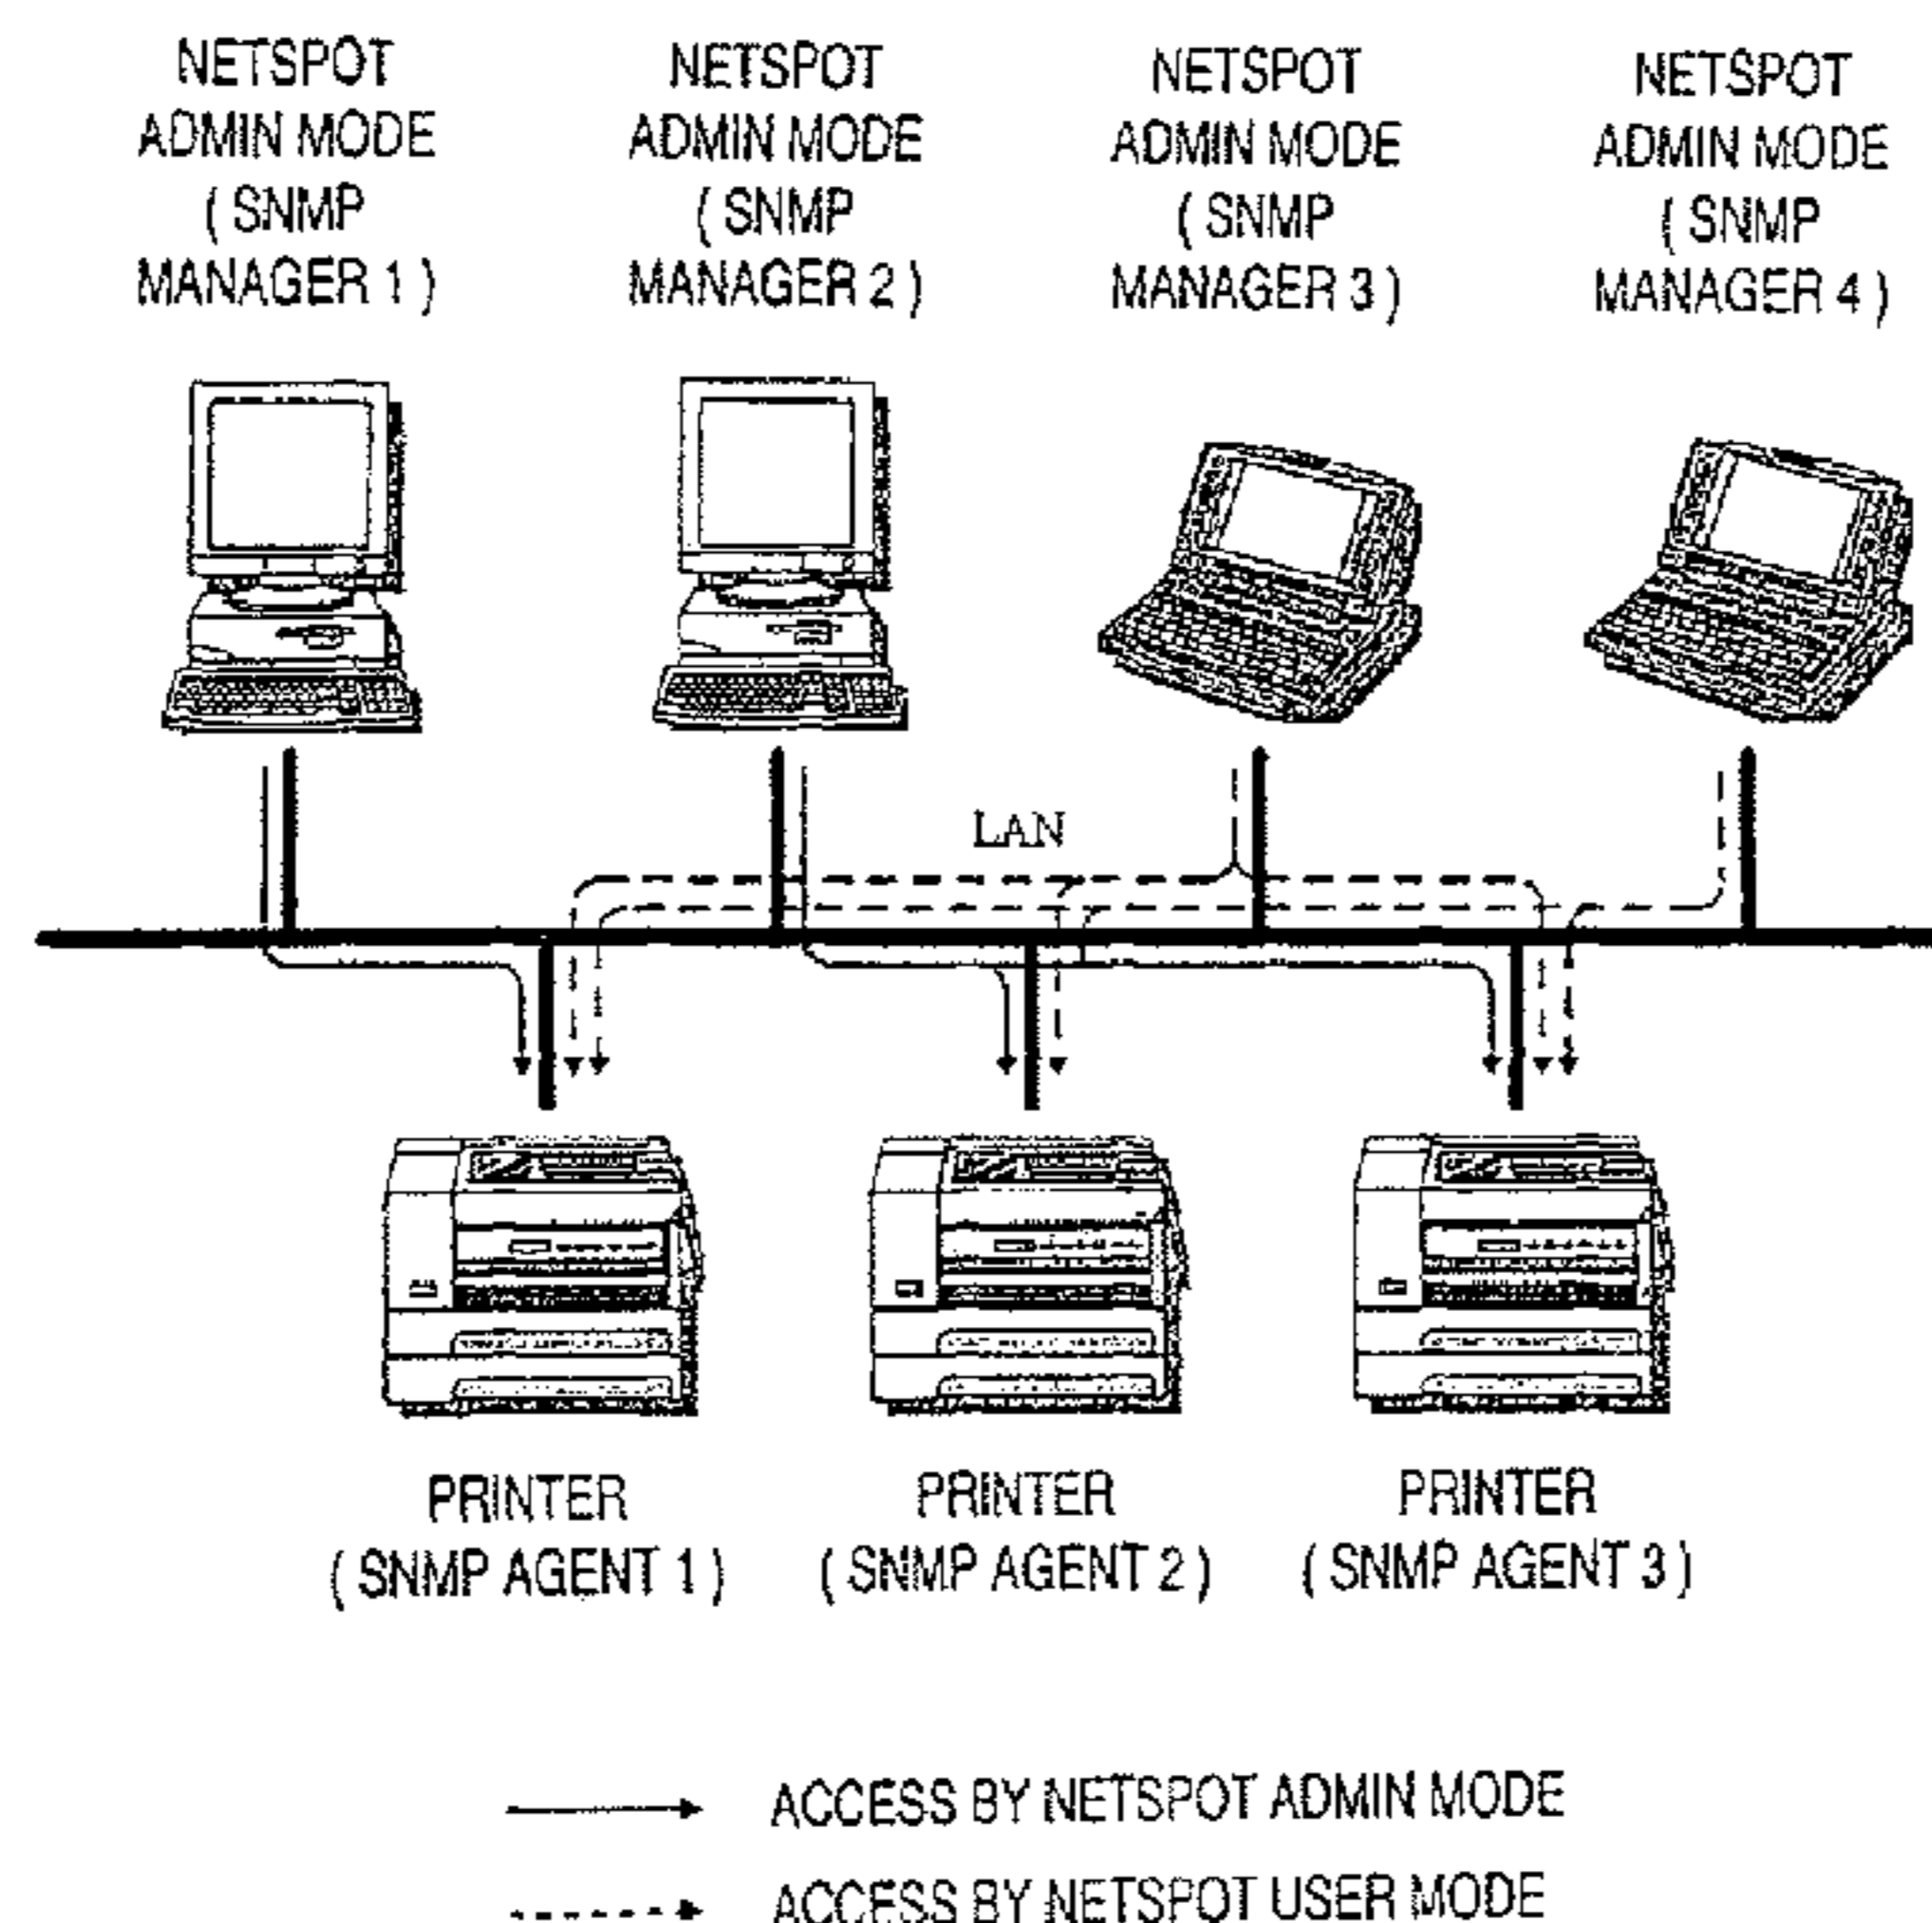 NETSPOT
ADMIN MODE
( SNMP
MANAGER 1 )
NETSPOT
ADMIN MODE
( SNMP
MANAGER 2 )
NETSPOT
ADMIN MODE
( SNMP
MANAGER 3 )
NETSPOT
ADMIN MODE
( SNMP
MANAGER 4 )
LAN
PRINTER
( SNMP AGENT 1 )
PRINTER
( SNMP AGENT 2 )
PRINTER
( SNMP AGENT 3 )
ACCESS BY NETSPOT ADMIN MODE
ACCESS BY NETSPOT USER MODE